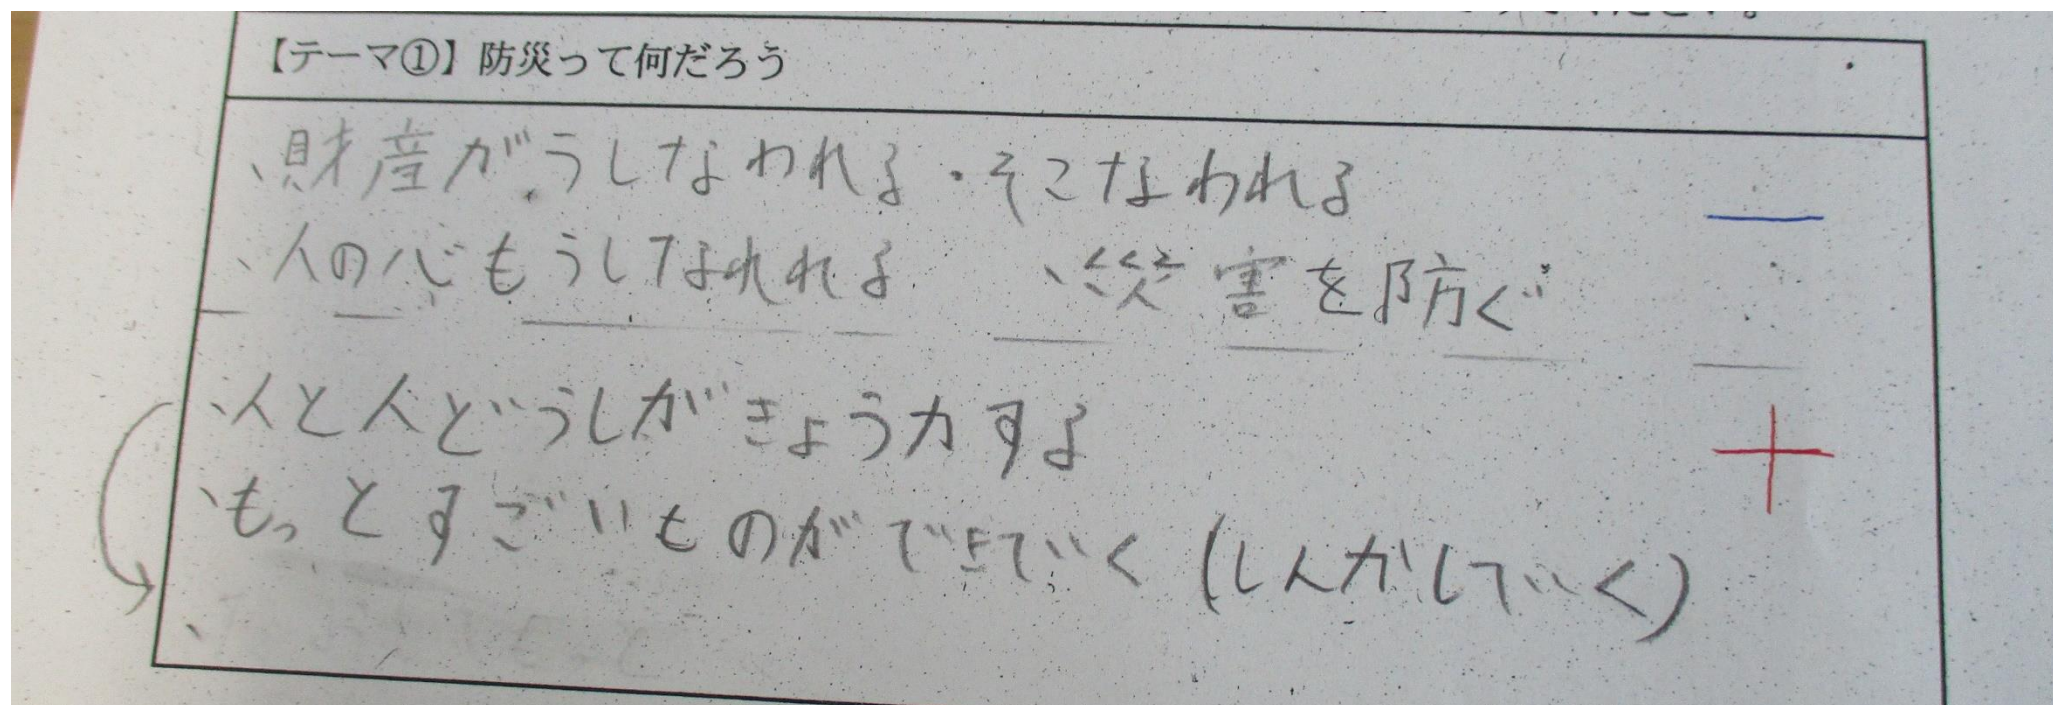 【テーマ①】防災って何だろう
、財産がうしなわれる・そこなわれる
、人の心もうしなれれる 、災害を防ぐ
、人と人どうしがきょう力する
、もっとすごいものができていく(しんかしていく)